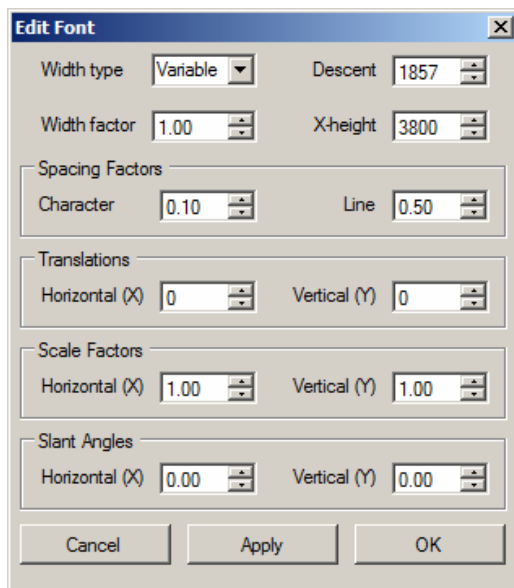 Edit Font
Width type Variable Descent 1857
Width factor 1.00 X-height 3800
Spacing Factors
Character 0.10 Line 0.50
Translations
Horizontal (X) 0 Vertical (Y) 0
Scale Factors
Horizontal (X) 1.00 Vertical (Y) 1.00
Slant Angles
Horizontal (X) 0.00 Vertical (Y) 0.00
Cancel Apply OK